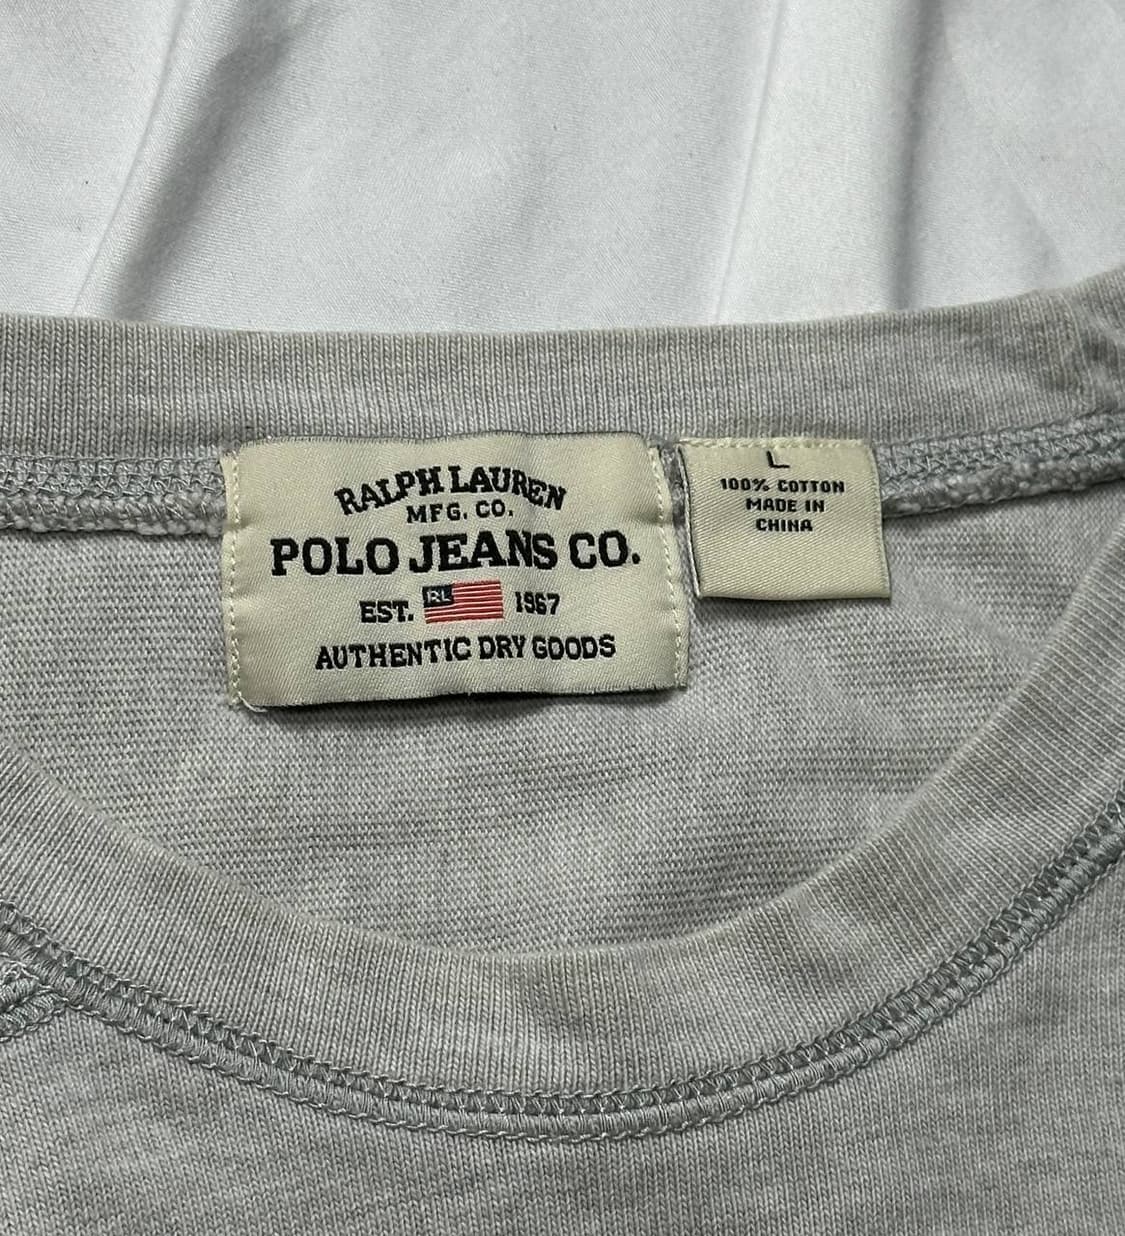 RALPH LAUREN
MFG. CO.
POLO JEANS CO.
EST. RL 1967
AUTHENTIC DRY GOODS
L
100% COTTON
MADE IN
CHINA